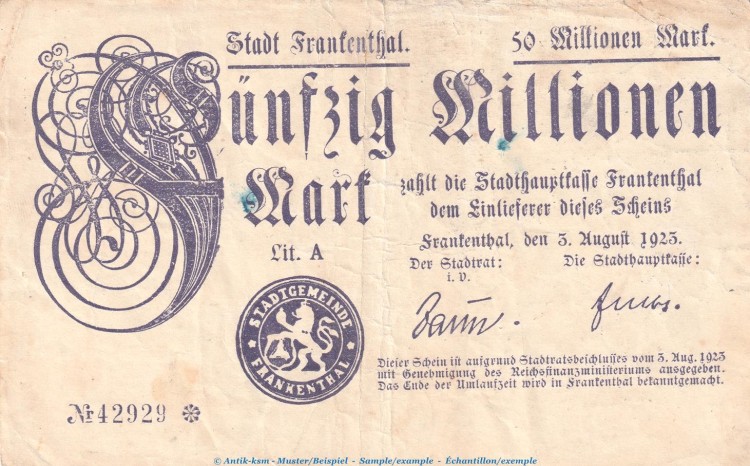 Stadt Frankenthal.
50 Millionen Mark.
Fünfzig Millionen
Mark
zahlt die Stadthauptkasse Frankenthal
dem Einlieferer dieses Scheins
Frankenthal, den 3. August 1923.
Lit. A
Der Stadtrat:
i. V.
Die Stadthauptkasse:
STADTGEMEINDE
FRANKENTHAL
Dieser Schein ist aufgrund Stadtratsbeschlusses vom 3. Aug. 1923
mit Genehmigung des Reichsfinanzministeriums ausgegeben.
Das Ende der Umlaufzeit wird in Frankenthal bekanntgemacht.
№ 42929 *
© Antik-ksm - Muster/Beispiel - Sample/example - Échantillon/exemple